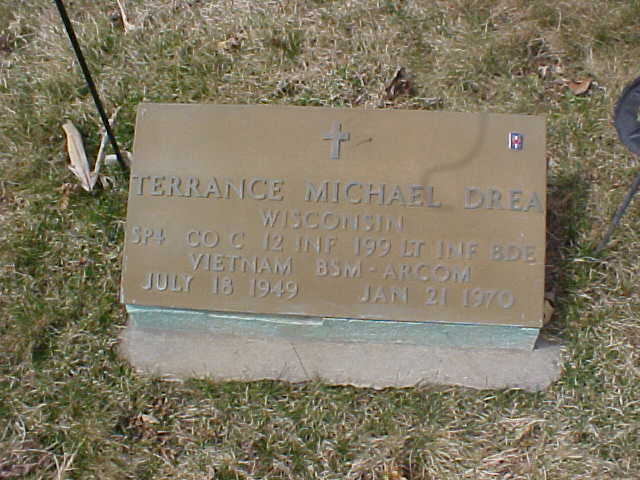 TERRANCE MICHAEL DREA
WISCONSIN
SP4 CO C 12 INF 199 LT INF BDE
VIETNAM BSM-ARCOM
JULY 18 1949 JAN 21 1970